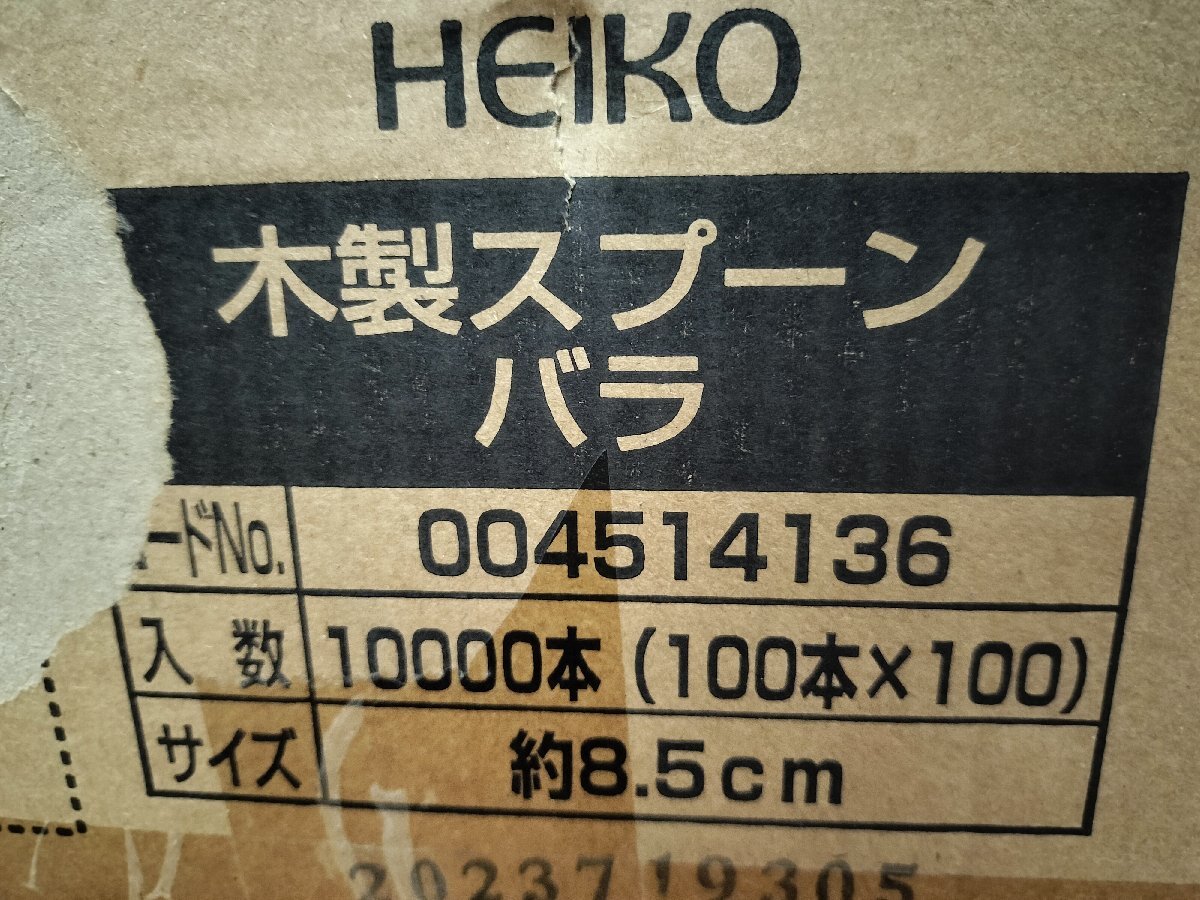 HEIKO
木製スプーン
バラ
コードNo. 004514136
入数 10000本 (100本×100)
サイズ 約8.5cm
2023719305